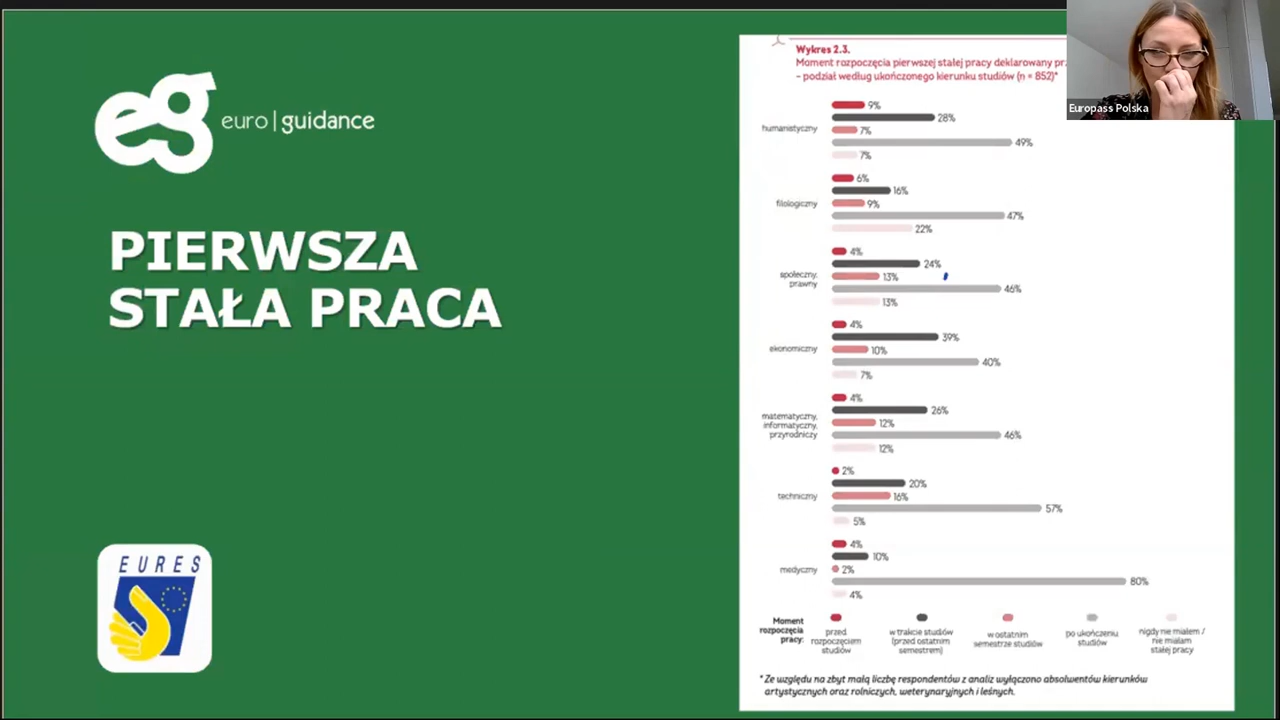 eg euro | guidance
PIERWSZA
STAŁA PRACA
EURES
Wykres 2.3.
Moment rozpoczęcia pierwszej stałej pracy deklarowany
– podział według ukończonego kierunku studiów (n = 852)*
Europass Polska
humanistyczny
9%
28%
7%
49%
7%
filologiczny
6%
16%
9%
47%
22%
społeczny,
prawny
4%
24%
13%
46%
13%
ekonomiczny
4%
39%
10%
40%
7%
matematyczny,
informatyczny,
przyrodniczy
4%
26%
12%
46%
12%
techniczny
2%
20%
16%
57%
5%
medyczny
4%
10%
2%
80%
4%
Moment
rozpoczęcia
pracy:
przed
rozpoczęciem
studiów
w trakcie studiów
(przed ostatnim
semestrem)
w ostatnim
semestrze studiów
po ukończeniu
studiów
nigdy nie miałem /
nie miałam
stałej pracy
* Ze względu na zbyt małą liczbę respondentów z analiz wyłączono absolwentów kierunków
artystycznych oraz rolniczych, weterynaryjnych i leśnych.